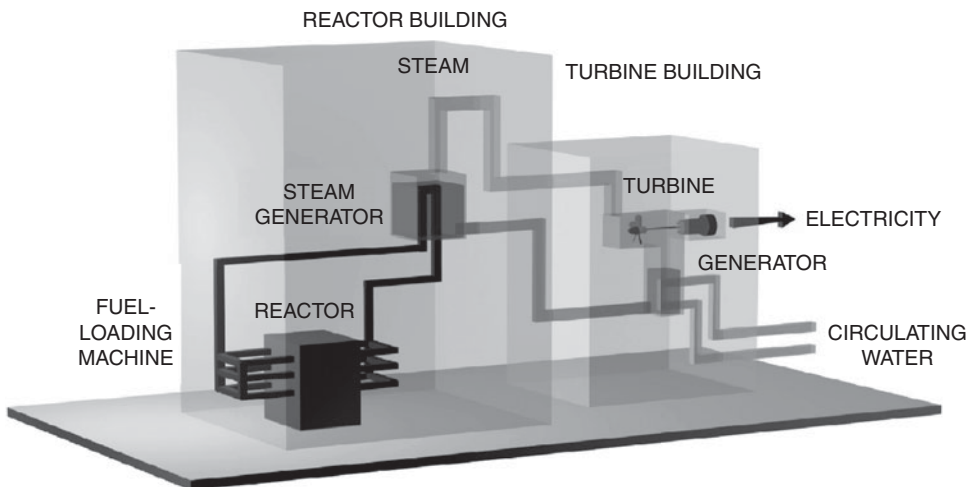 REACTOR BUILDING
STEAM
TURBINE BUILDING
STEAM
GENERATOR
TURBINE
ELECTRICITY
GENERATOR
FUEL-
LOADING
MACHINE
REACTOR
CIRCULATING
WATER